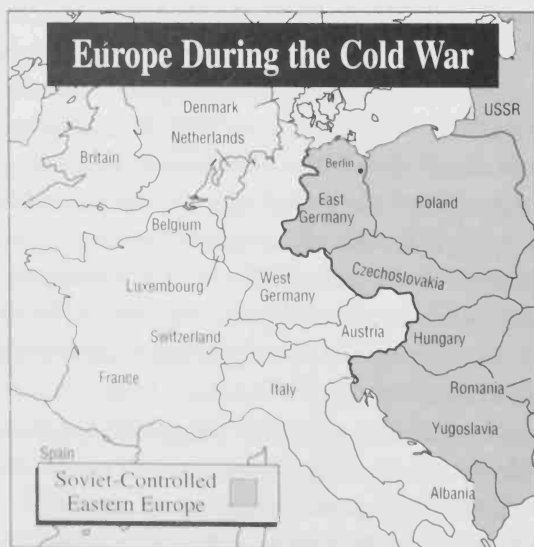 Europe During the Cold War
Denmark
USSR
Netherlands
Britain
Berlin
East
Germany
Poland
Belgium
Czechoslovakia
Luxembourg
West
Germany
Switzerland
Austria
Hungary
France
Italy
Romania
Yugoslavia
Spain
Soviet-Controlled
Eastern Europe
Albania